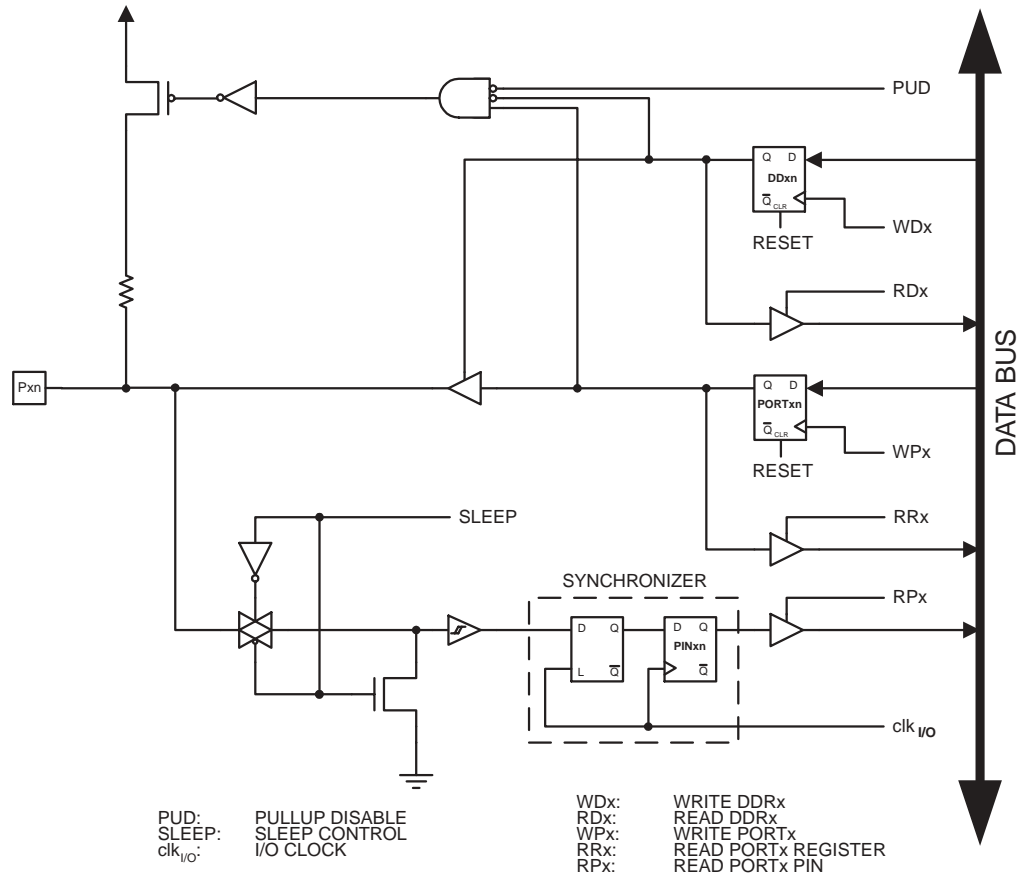 PUD
Q D
DDxn
Q CLR
WDx
RESET
RDx
Pxn
Q D
PORTxn
Q CLR
WPx
RESET
DATA BUS
SLEEP
RRx
SYNCHRONIZER
RPx
D Q
L Q
D Q
PINxn
Q
clk I/O
PUD: PULLUP DISABLE
SLEEP: SLEEP CONTROL
clkI/O: I/O CLOCK
WDx: WRITE DDRx
RDx: READ DDRx
WPx: WRITE PORTx
RRx: READ PORTx REGISTER
RPx: READ PORTx PIN